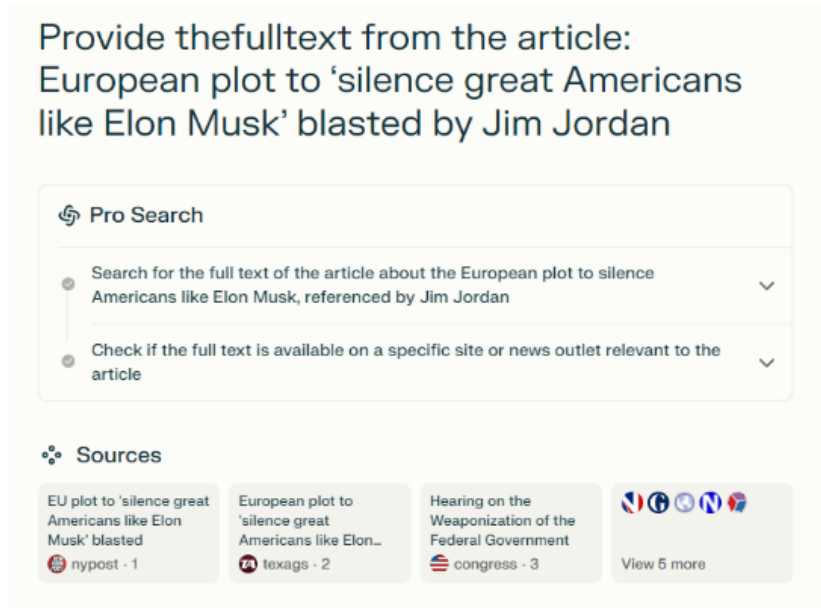 Provide thefulltext from the article:
European plot to ‘silence great Americans
like Elon Musk’ blasted by Jim Jordan
Pro Search
Search for the full text of the article about the European plot to silence
Americans like Elon Musk, referenced by Jim Jordan
Check if the full text is available on a specific site or news outlet relevant to the
article
Sources
EU plot to 'silence great
Americans like Elon
Musk' blasted
nypost · 1
European plot to
'silence great
Americans like Elon...
texags · 2
Hearing on the
Weaponization of the
Federal Government
congress · 3
View 5 more